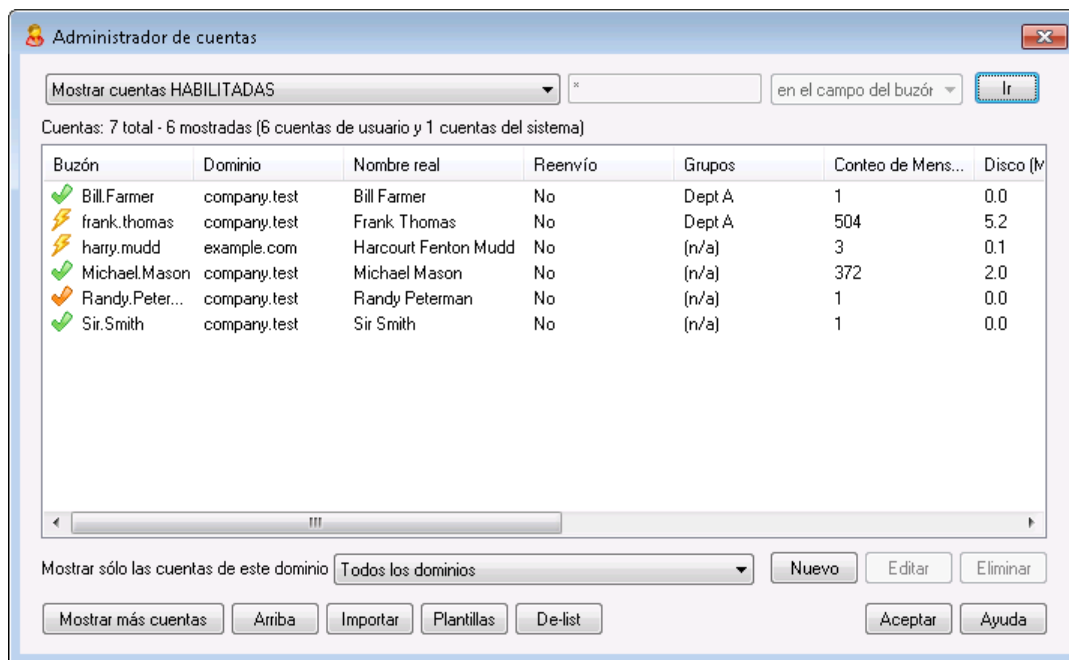 Administrador de cuentas
Mostrar cuentas HABILITADAS * en el campo del buzór Ir
Cuentas: 7 total - 6 mostradas (6 cuentas de usuario y 1 cuentas del sistema)
Buzón Dominio Nombre real Reenvío Grupos Conteo de Mens... Disco (M
Bill.Farmer company.test Bill Farmer No Dept A 1 0.0
frank.thomas company.test Frank Thomas No Dept A 504 5.2
harry.mudd example.com Harcourt Fenton Mudd No (n/a) 3 0.1
Michael.Mason company.test Michael Mason No (n/a) 372 2.0
Randy.Peter... company.test Randy Peterman No (n/a) 1 0.0
Sir.Smith company.test Sir Smith No (n/a) 1 0.0
Mostrar sólo las cuentas de este dominio Todos los dominios Nuevo Editar Eliminar
Mostrar más cuentas Arriba Importar Plantillas De-list Aceptar Ayuda